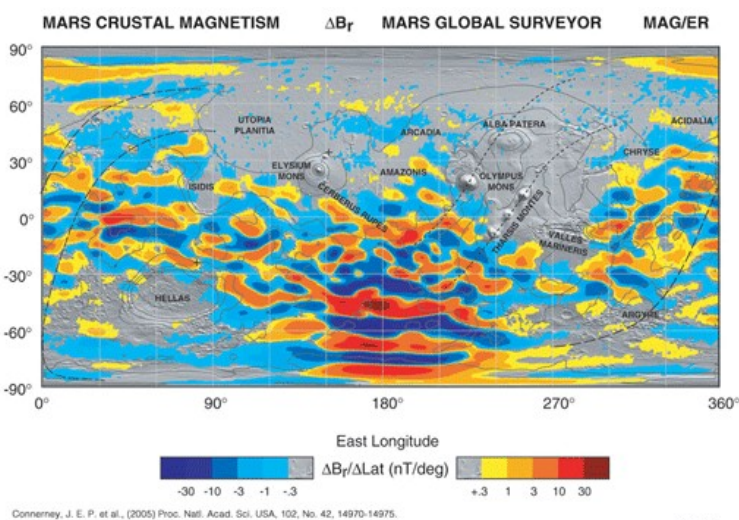 MARS CRUSTAL MAGNETISM ΔBr MARS GLOBAL SURVEYOR MAG/ER
90°
60°
UTOPIA
PLANITIA
ARCADIA
ALBA PATERA
ACIDALIA
30°
ELYSIUM
MONS
AMAZONIS
OLYMPUS
MONS
CHRYSE
ISIDIS
CERBERUS RUPES
THARSIS MONTES
0°
VALLES
MARINERIS
-30°
HELLAS
ARGYRE
-60°
-90°
0° 90° 180° 270° 360°
East Longitude
ΔBr/ΔLat (nT/deg)
-30 -10 -3 -1 -.3 +.3 1 3 10 30
Connerney, J. E. P. et al., (2005) Proc. Natl. Acad. Sci. USA, 102, No. 42, 14970-14975.